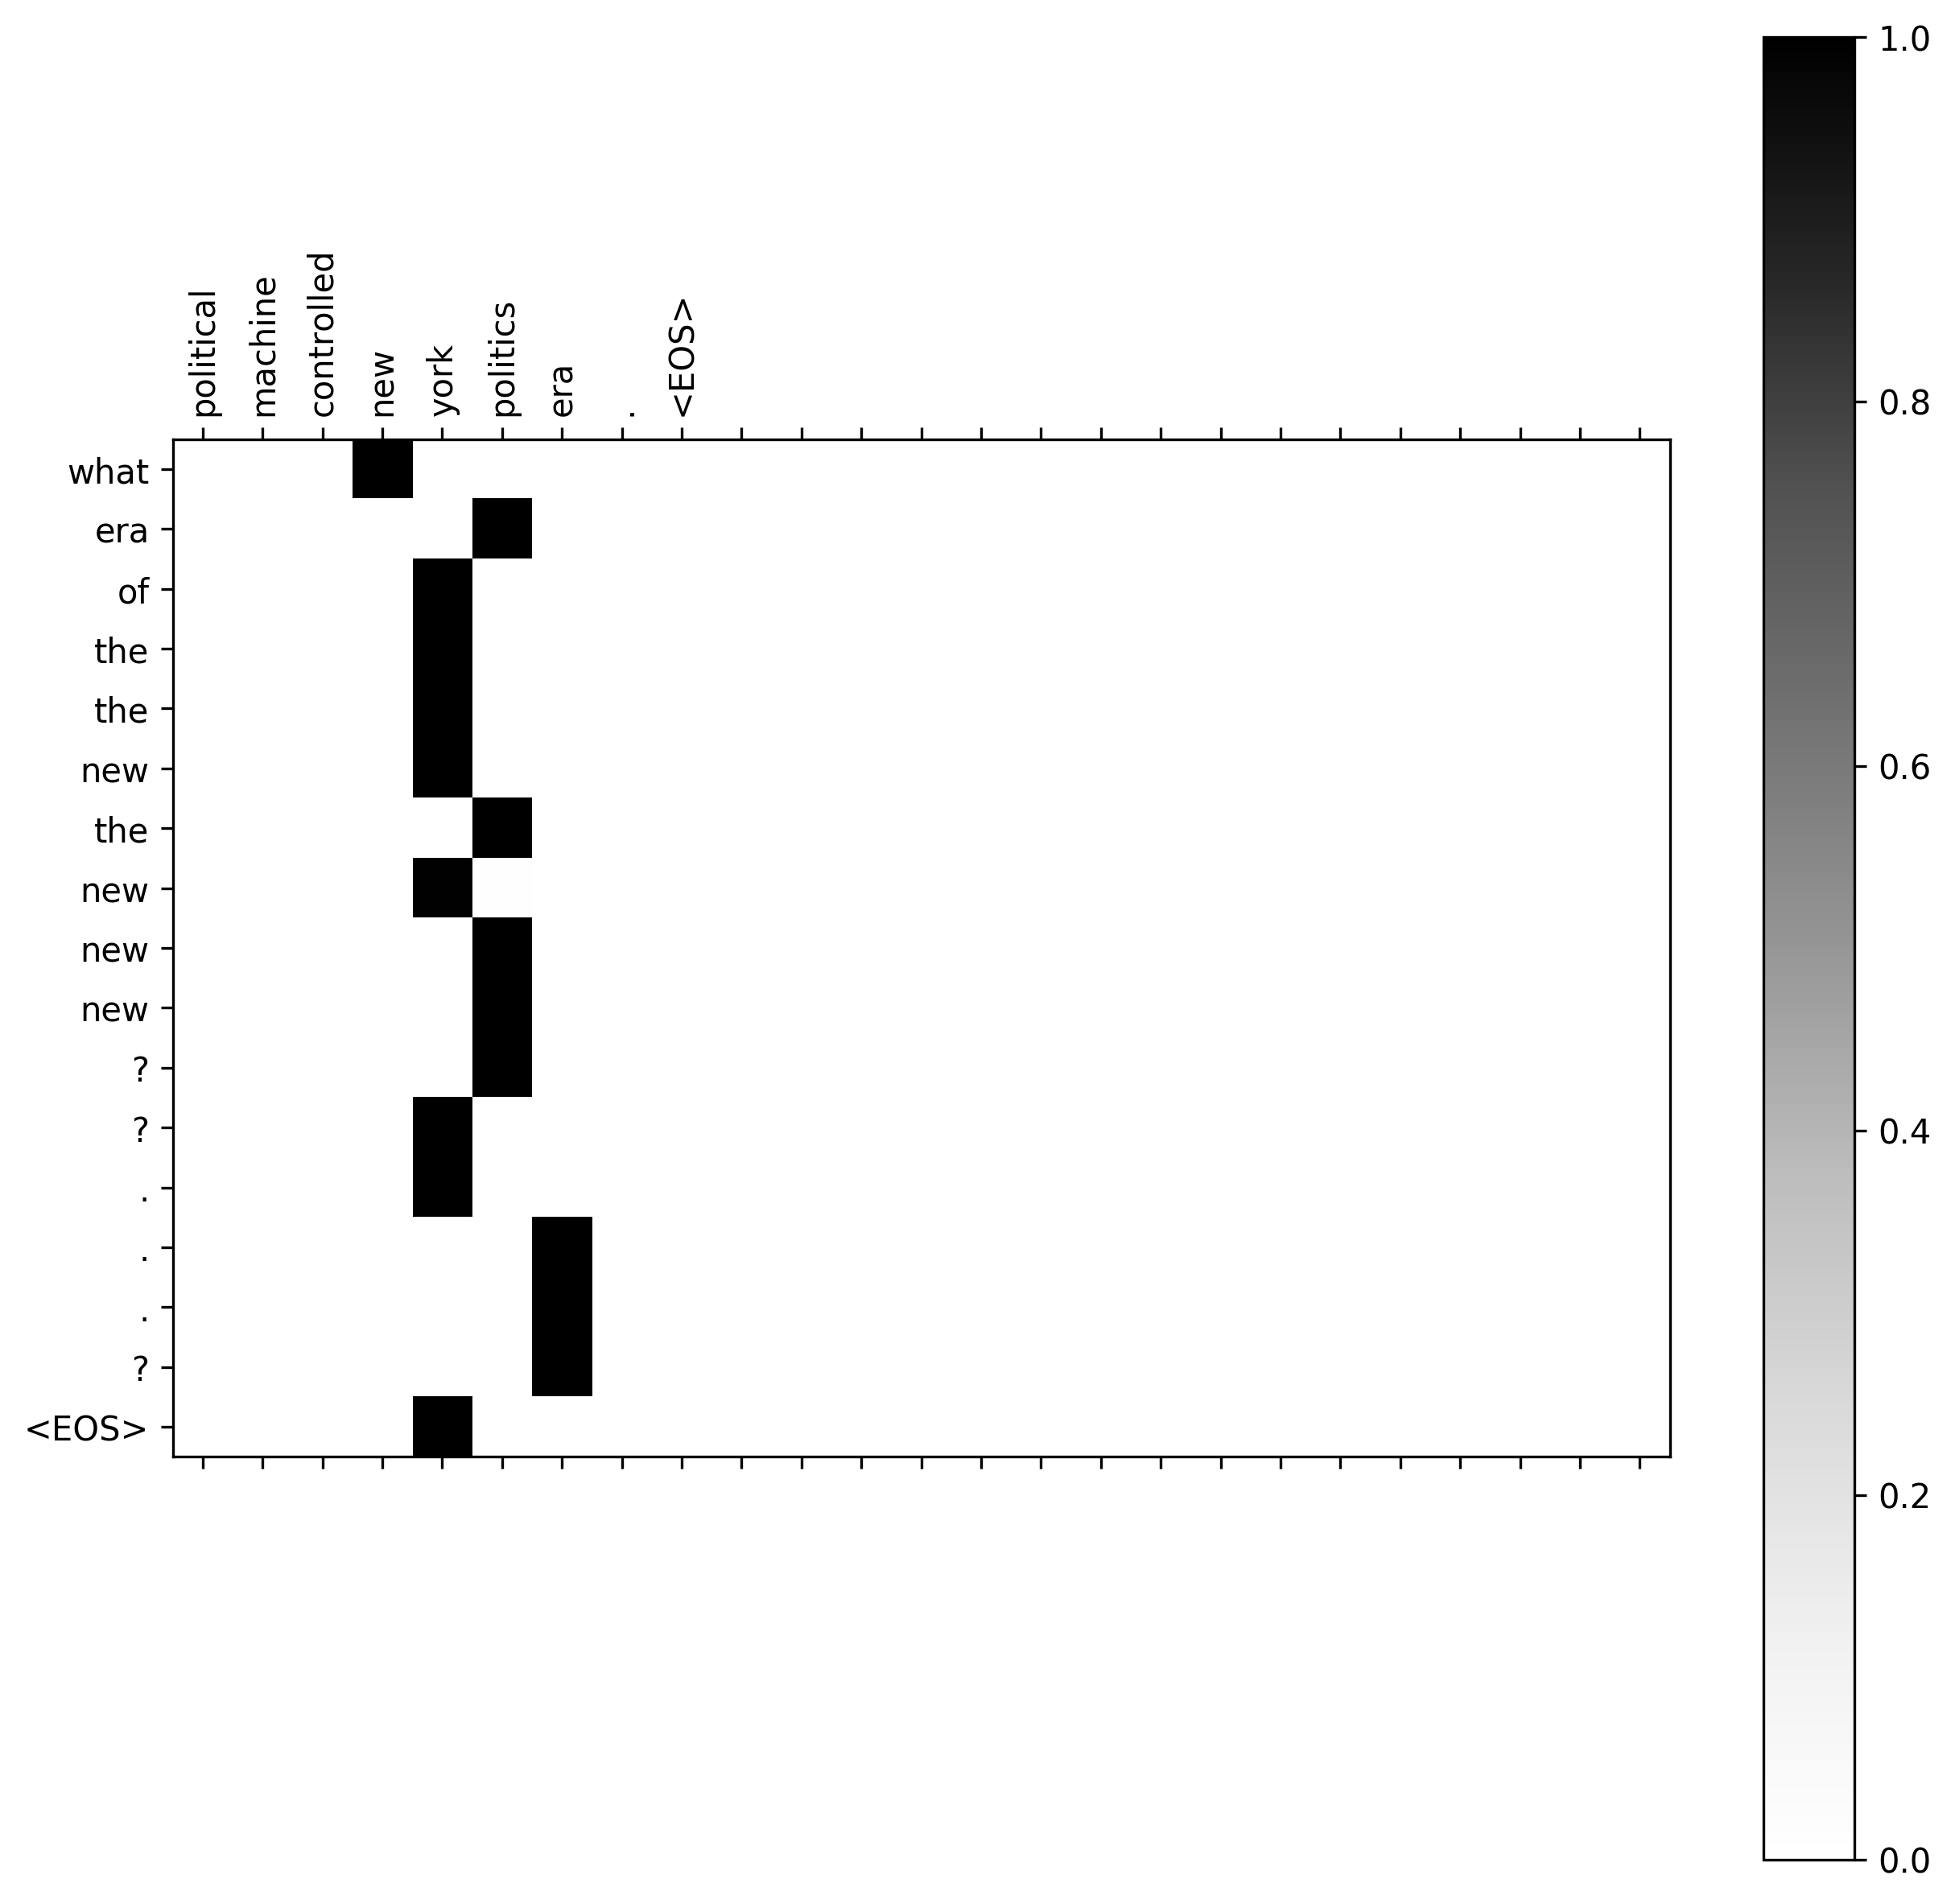 political machine controlled new york politics era . <EOS>
what
era
of
the
the
new
the
new
new
new
?
?
.
.
.
?
<EOS>
1.0
0.8
0.6
0.4
0.2
0.0